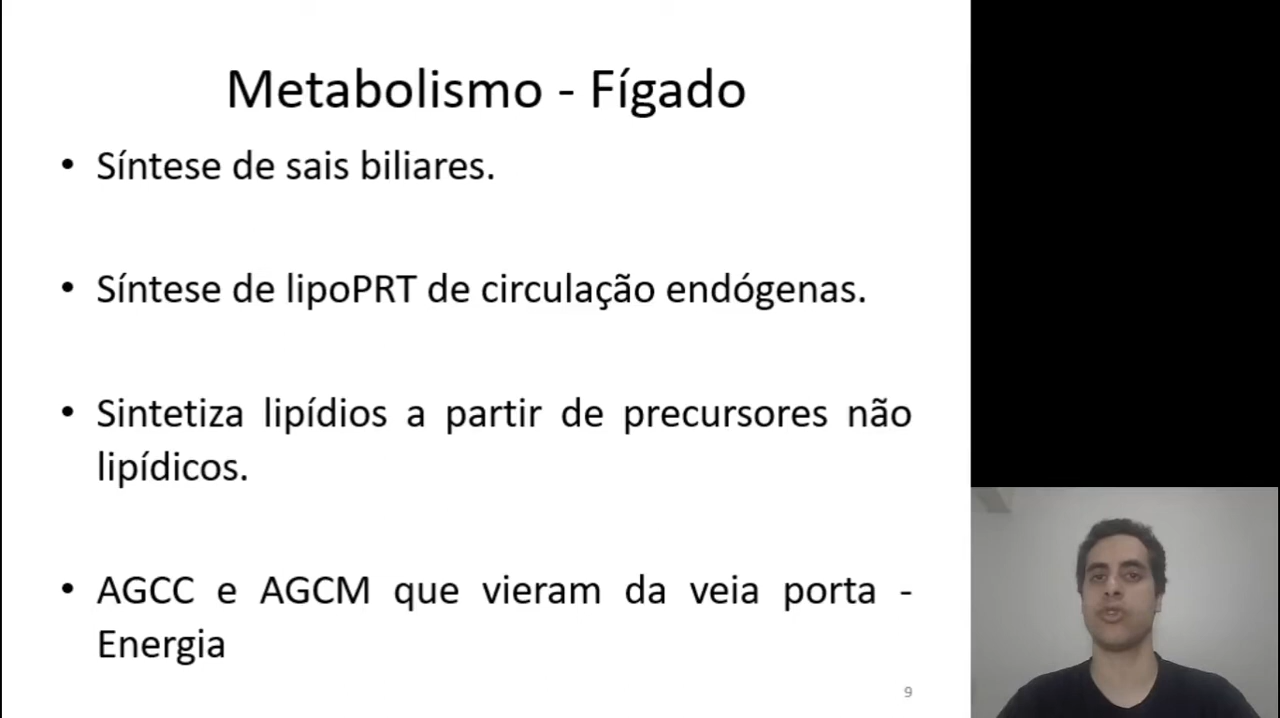 Metabolismo - Fígado
• Síntese de sais biliares.
• Síntese de lipoPRT de circulação endógenas.
• Sintetiza lipídios a partir de precursores não
lipídicos.
• AGCC e AGCM que vieram da veia porta -
Energia
9